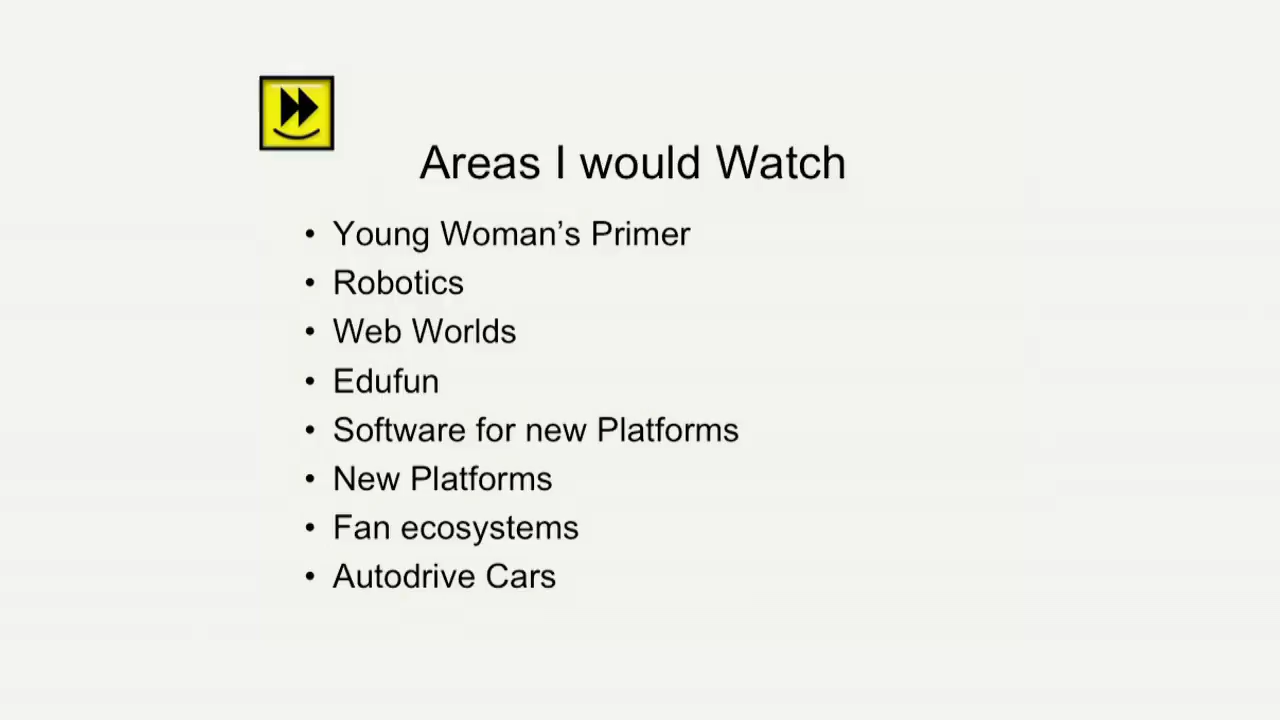 Areas I would Watch
• Young Woman's Primer
• Robotics
• Web Worlds
• Edufun
• Software for new Platforms
• New Platforms
• Fan ecosystems
• Autodrive Cars